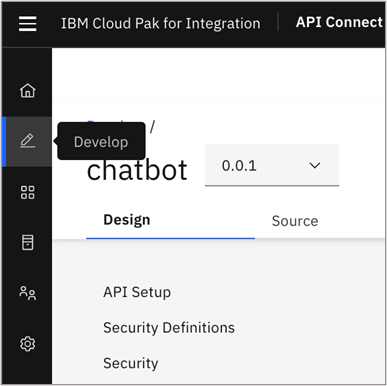 IBM Cloud Pak for Integration API Connect
/
Develop
chatbot 0.0.1
Design Source
API Setup
Security Definitions
Security